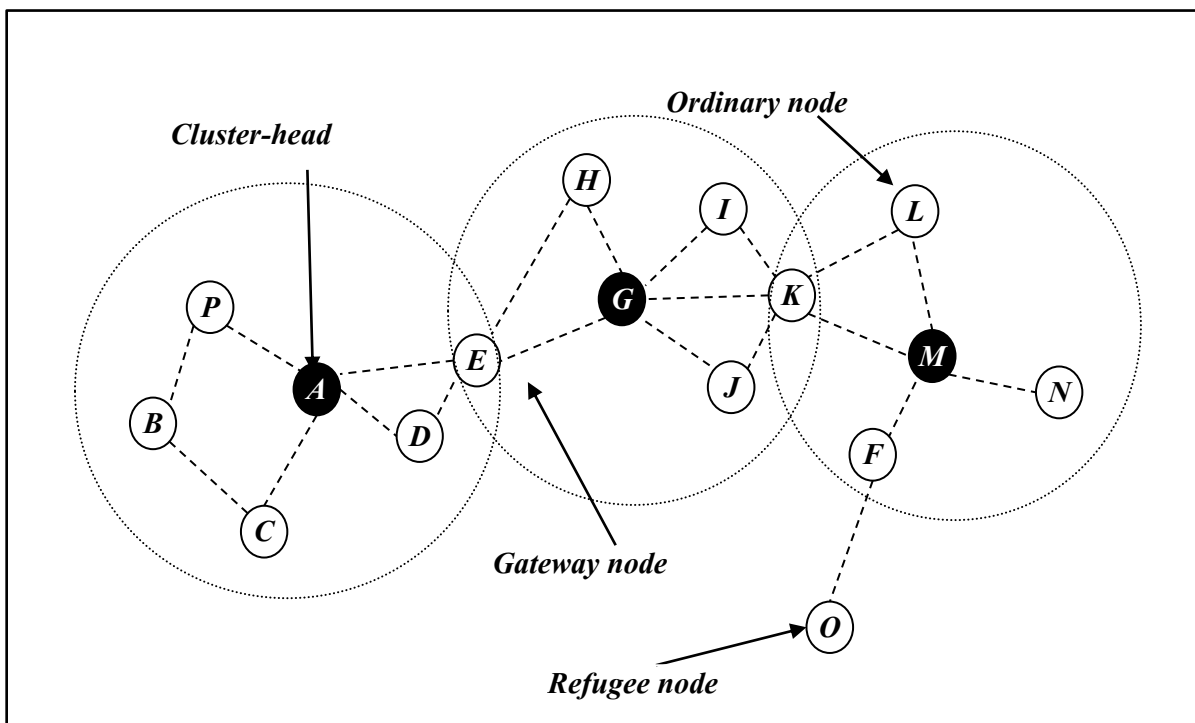 Ordinary node
Cluster-head
H
I
L
P
G
K
E
M
A
J
N
B
D
F
C
Gateway node
O
Refugee node